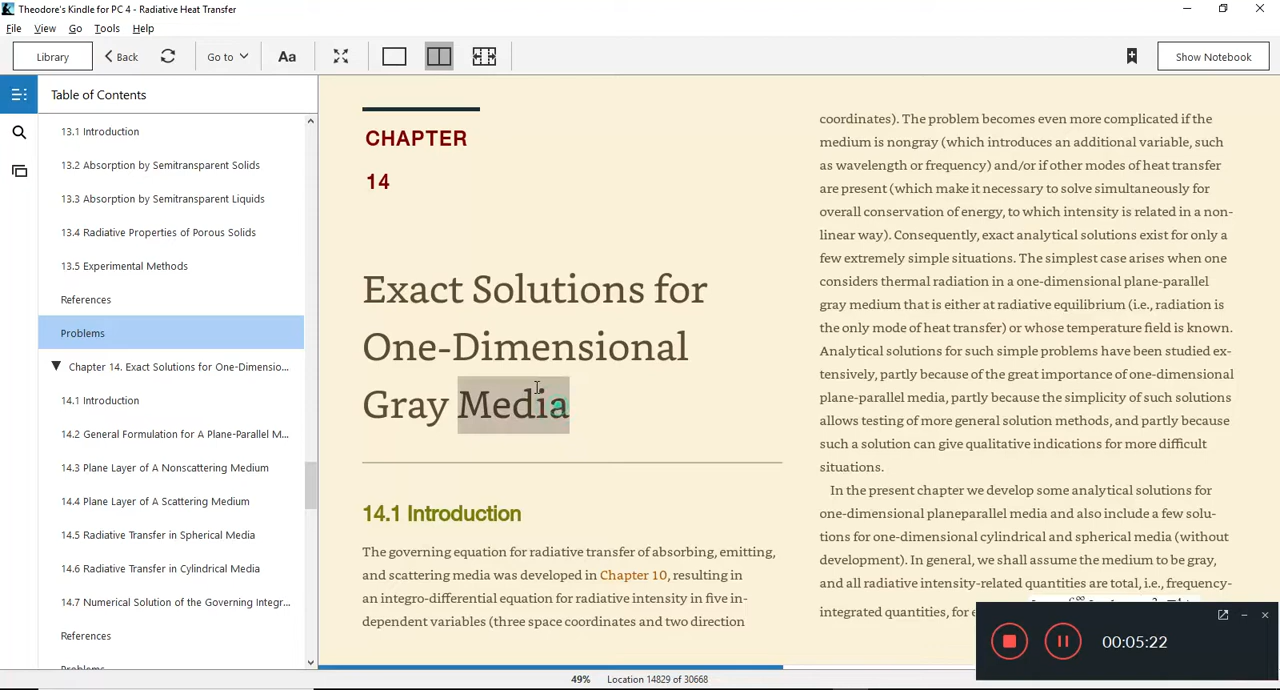 Theodore's Kindle for PC 4 - Radiative Heat Transfer
File View Go Tools Help
Library
Back
Go to
Aa
Show Notebook
Table of Contents
13.1 Introduction
13.2 Absorption by Semitransparent Solids
13.3 Absorption by Semitransparent Liquids
13.4 Radiative Properties of Porous Solids
13.5 Experimental Methods
References
Problems
Chapter 14. Exact Solutions for One-Dimensio...
14.1 Introduction
14.2 General Formulation for A Plane-Parallel M...
14.3 Plane Layer of A Nonscattering Medium
14.4 Plane Layer of A Scattering Medium
14.5 Radiative Transfer in Spherical Media
14.6 Radiative Transfer in Cylindrical Media
14.7 Numerical Solution of the Governing Integr...
References
Problems
CHAPTER
14
Exact Solutions for
One-Dimensional
Gray Media
14.1 Introduction
The governing equation for radiative transfer of absorbing, emitting,
and scattering media was developed in Chapter 10, resulting in
an integro-differential equation for radiative intensity in five in-
dependent variables (three space coordinates and two direction
coordinates). The problem becomes even more complicated if the
medium is nongray (which introduces an additional variable, such
as wavelength or frequency) and/or if other modes of heat transfer
are present (which make it necessary to solve simultaneously for
overall conservation of energy, to which intensity is related in a non-
linear way). Consequently, exact analytical solutions exist for only a
few extremely simple situations. The simplest case arises when one
considers thermal radiation in a one-dimensional plane-parallel
gray medium that is either at radiative equilibrium (i.e., radiation is
the only mode of heat transfer) or whose temperature field is known.
Analytical solutions for such simple problems have been studied ex-
tensively, partly because of the great importance of one-dimensional
plane-parallel media, partly because the simplicity of such solutions
allows testing of more general solution methods, and partly because
such a solution can give qualitative indications for more difficult
situations.
In the present chapter we develop some analytical solutions for
one-dimensional planeparallel media and also include a few solu-
tions for one-dimensional cylindrical and spherical media (without
development). In general, we shall assume the medium to be gray,
and all radiative intensity-related quantities are total, i.e., frequency-
integrated quantities, for
00:05:22
49% Location 14829 of 30668